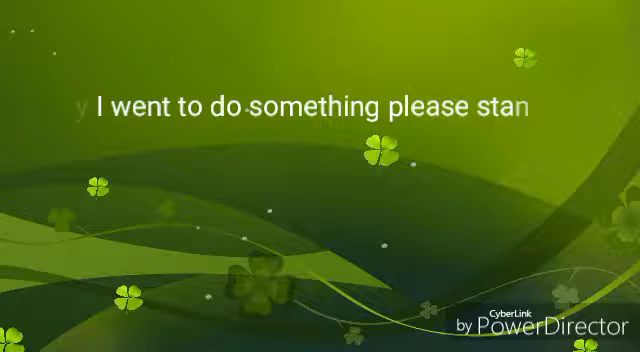 y I went to do something please stan
CyberLink
by PowerDirector